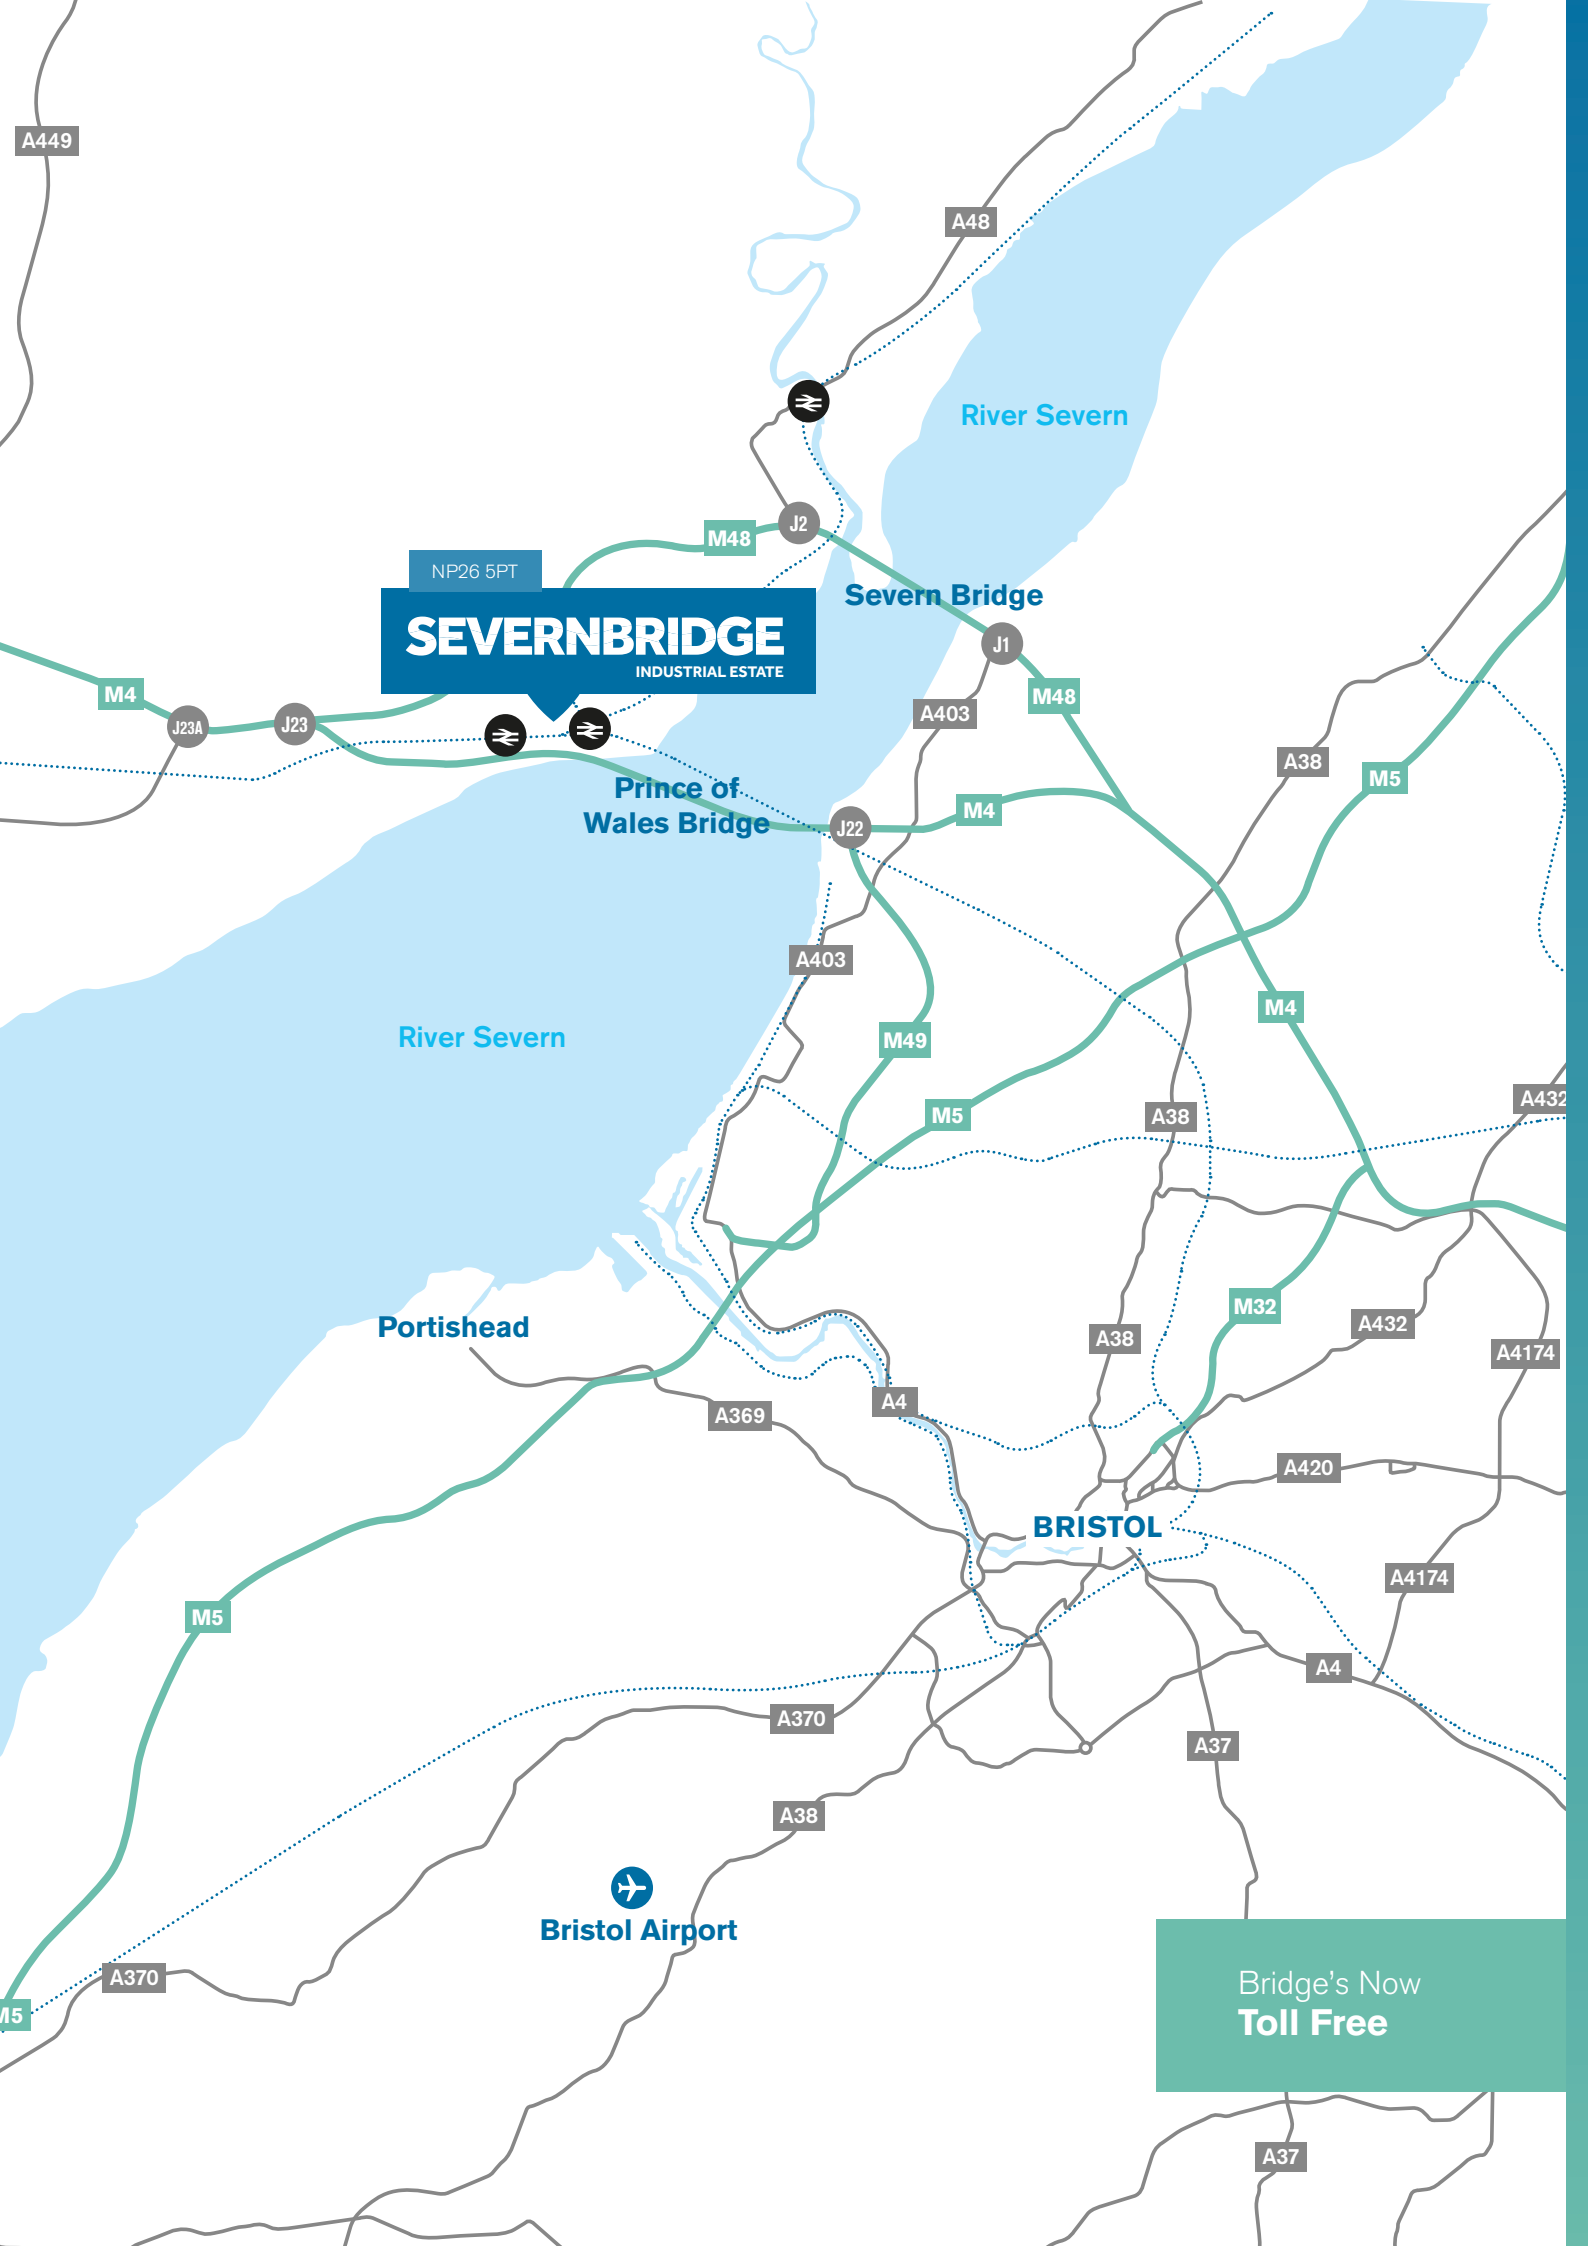 A449
A48
River Severn
J2
M48
NP26 5PT
SEVERNBRIDGE
INDUSTRIAL ESTATE
Severn Bridge
J1
M48
M4
J23A
J23
A403
A38
M5
Prince of
Wales Bridge
J22
M4
A403
M4
River Severn
M49
M5
A38
A432
M32
Portishead
A38
A432
A4174
A369
A4
A420
BRISTOL
A4174
M5
A4
A370
A37
A38
Bristol Airport
A370
M5
Bridge's Now
Toll Free
A37